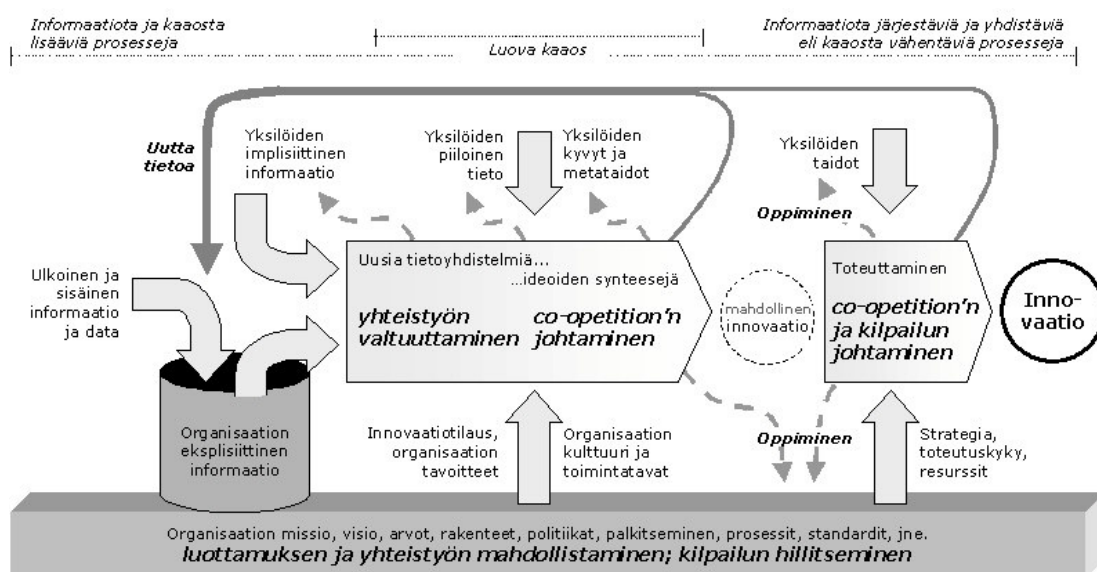 Informaatiota ja kaaosta
lisääviä prosesseja
Luova kaaos
Informaatiota järjestäviä ja yhdistäviä
eli kaaosta vähentäviä prosesseja
Uutta
tietoa
Yksilöiden
implisiittinen
informaatio
Yksilöiden
piiloinen
tieto
Yksilöiden
kyvyt ja
metataidot
Yksilöiden
taidot
Oppiminen
Ulkoinen ja
sisäinen
informaatio
ja data
Uusia tietoyhdistelmiä...
...ideoiden synteesejä
yhteistyön
valtuuttaminen
co-opetition'n
johtaminen
mahdollinen
innovaatio
Toteuttaminen
co-opetition'n
ja kilpailun
johtaminen
Inno-
vaatio
Organisaation
eksplisiittinen
informaatio
Innovaatiotilaus,
organisaation
tavoitteet
Organisaation
kulttuuri ja
toimintatavat
Oppiminen
Strategia,
toteutuskyky,
resurssit
Organisaation missio, visio, arvot, rakenteet, politiikat, palkitseminen, prosessit, standardit, jne.
luottamuksen ja yhteistyön mahdollistaminen; kilpailun hillitseminen